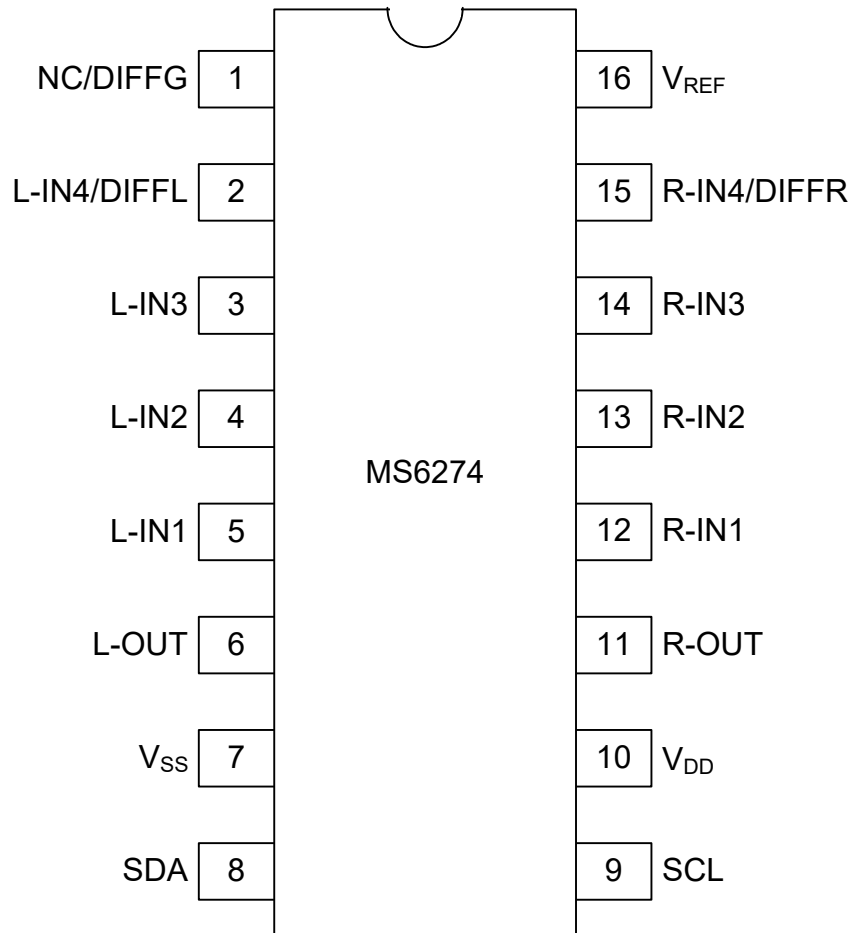 NC/DIFFG 1 16 VREF
L-IN4/DIFFL 2 15 R-IN4/DIFFR
L-IN3 3 14 R-IN3
L-IN2 4 13 R-IN2
MS6274
L-IN1 5 12 R-IN1
L-OUT 6 11 R-OUT
VSS 7 10 VDD
SDA 8 9 SCL